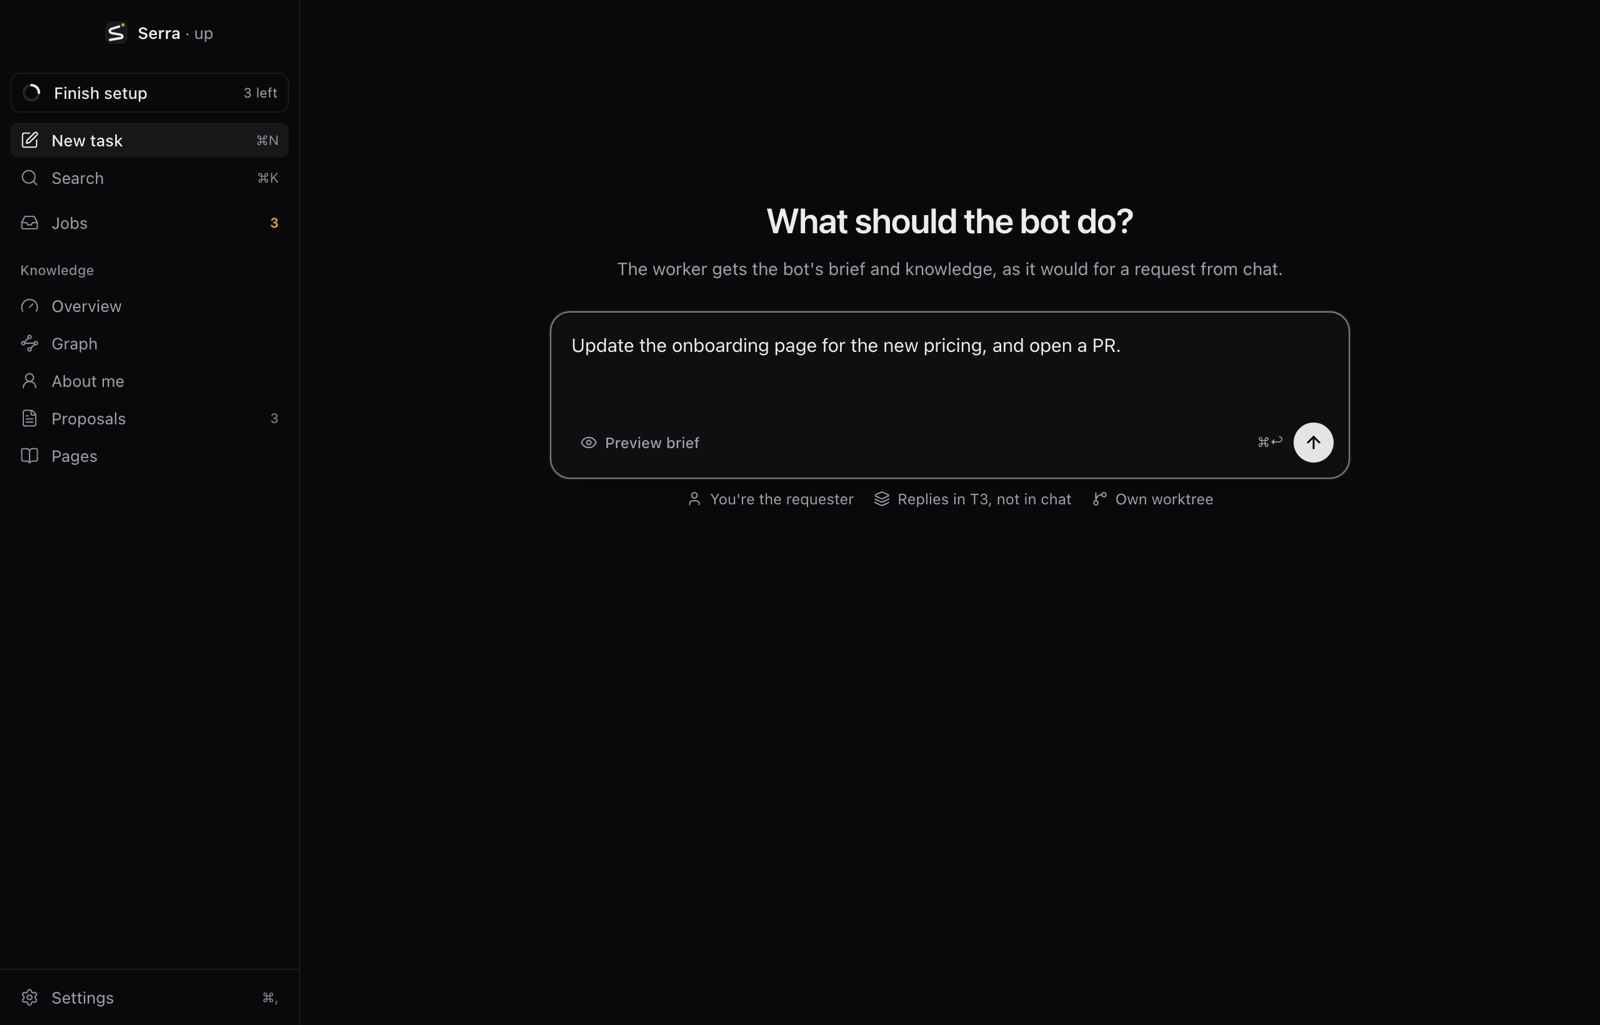 Serra · up
Finish setup 3 left
New task ⌘N
Search ⌘K
Jobs 3
Knowledge
Overview
Graph
About me
Proposals 3
Pages
Settings ⌘,
What should the bot do?
The worker gets the bot's brief and knowledge, as it would for a request from chat.
Update the onboarding page for the new pricing, and open a PR.
Preview brief ⌘↩
You're the requester Replies in T3, not in chat Own worktree